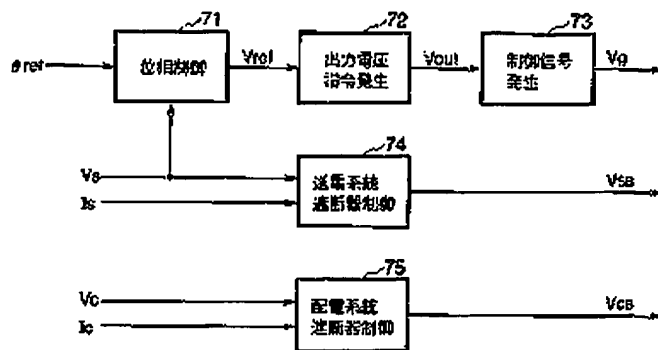 71
72
73
θref
位相制御
Vref
出力電圧
指令発生
Vout
制御信号
発生
Vg
74
Vs
Is
送電系統
遮断器制御
VSB
75
Vc
Ic
配電系統
遮断器制御
VCB